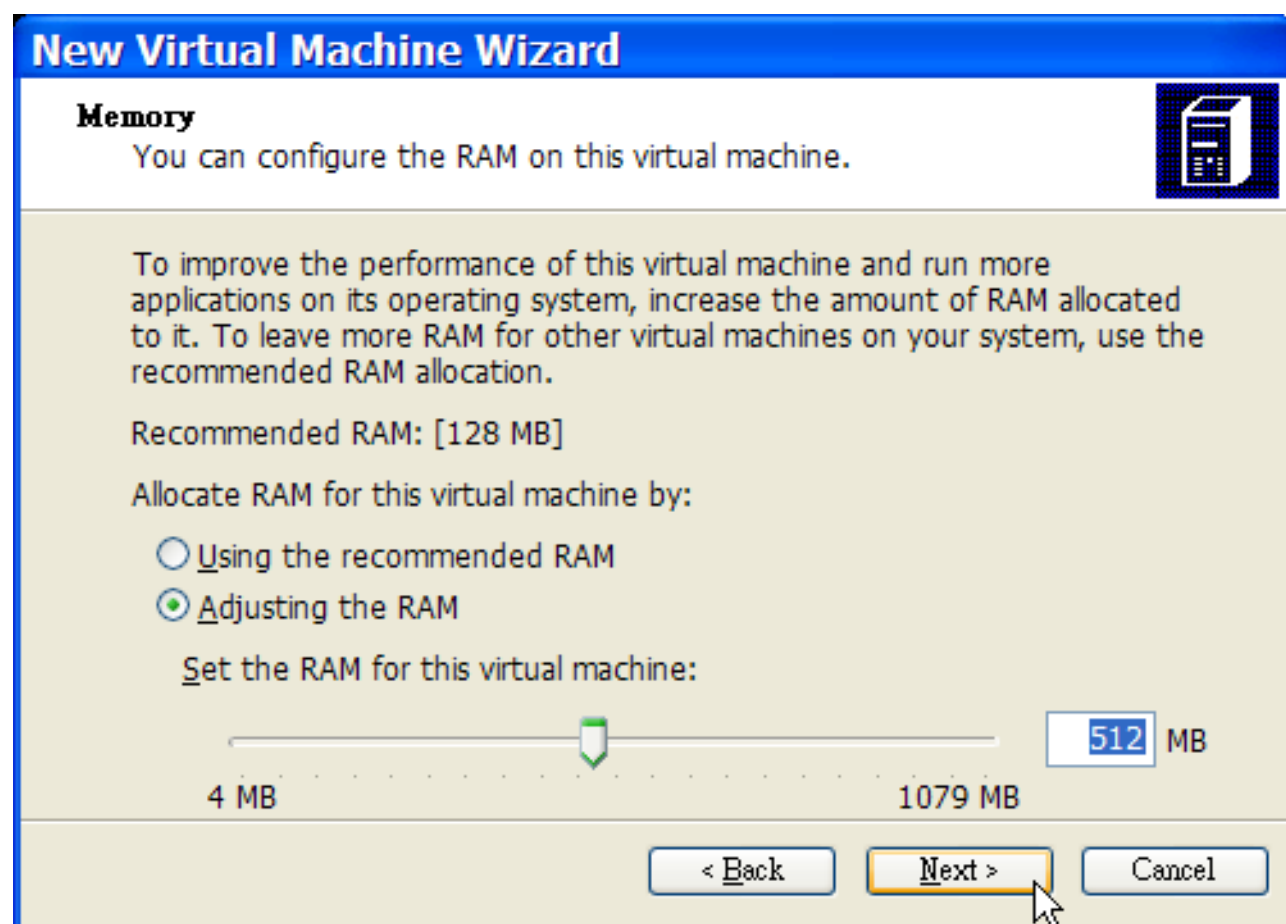 New Virtual Machine Wizard
Memory
You can configure the RAM on this virtual machine.
To improve the performance of this virtual machine and run more
applications on its operating system, increase the amount of RAM allocated
to it. To leave more RAM for other virtual machines on your system, use the
recommended RAM allocation.
Recommended RAM: [128 MB]
Allocate RAM for this virtual machine by:
Using the recommended RAM
Adjusting the RAM
Set the RAM for this virtual machine:
512 MB
4 MB 1079 MB
< Back Next > Cancel